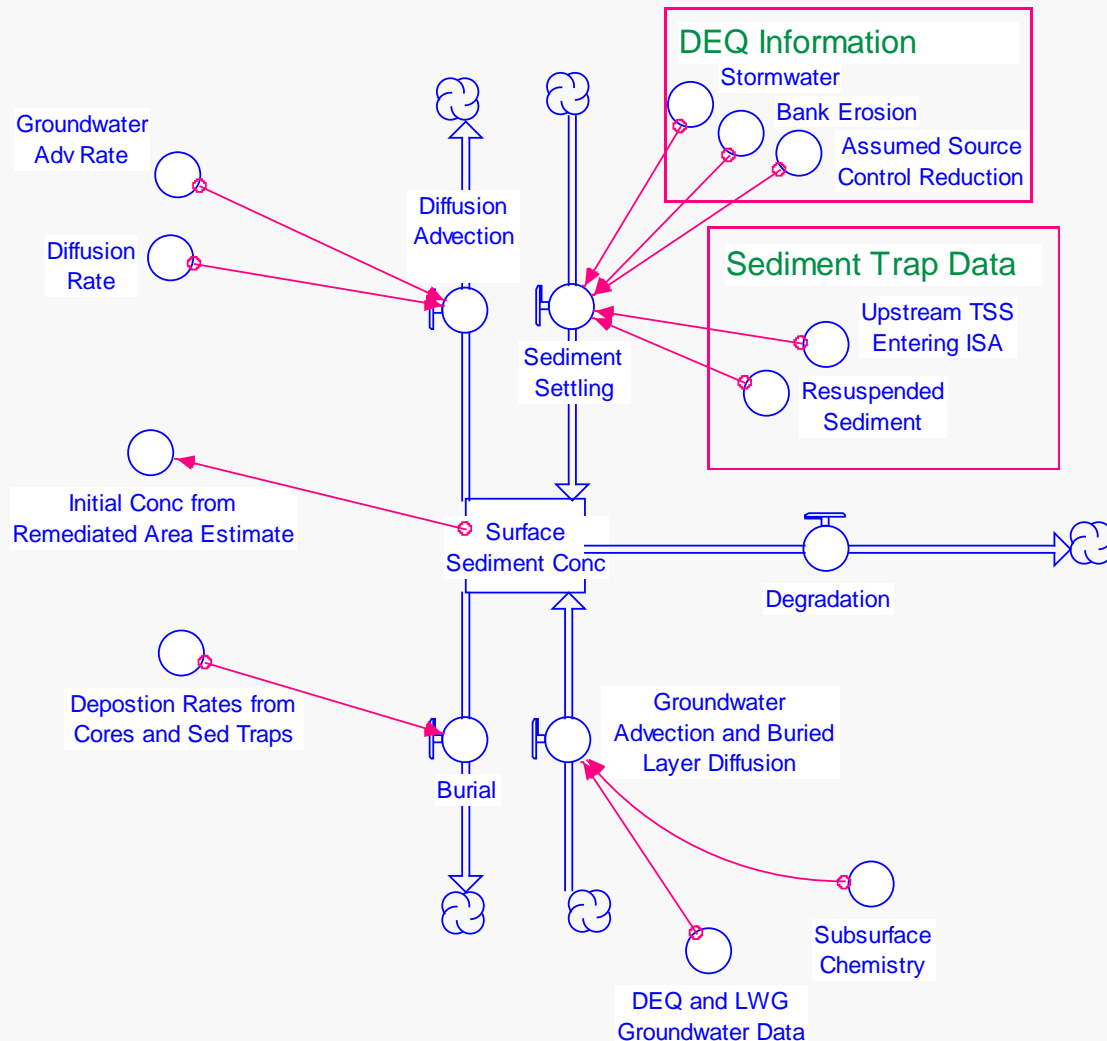 DEQ Information
Stormwater
Bank Erosion
Assumed Source
Control Reduction
Groundwater
Adv Rate
Diffusion
Advection
Diffusion
Rate
Sediment Trap Data
Upstream TSS
Entering ISA
Sediment
Settling
Resuspended
Sediment
Initial Conc from
Remediated Area Estimate
Surface
Sediment Conc
Degradation
Depostion Rates from
Cores and Sed Traps
Groundwater
Advection and Buried
Layer Diffusion
Burial
Subsurface
Chemistry
DEQ and LWG
Groundwater Data